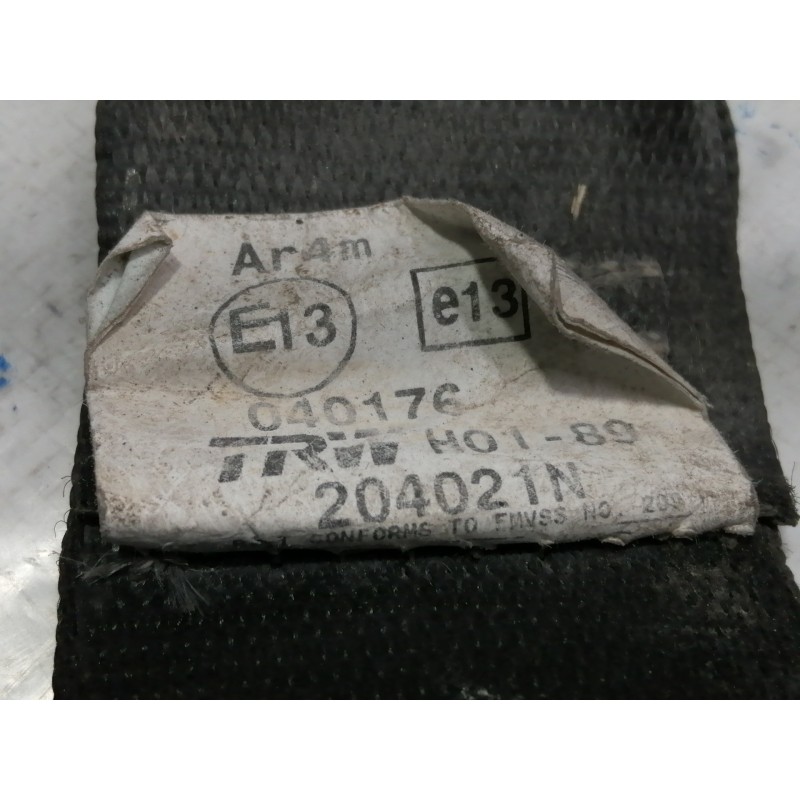 Ar4m
E13 e13
040176
TRW H01-89
204021N
CONFORMS TO FMVSS NO. 209